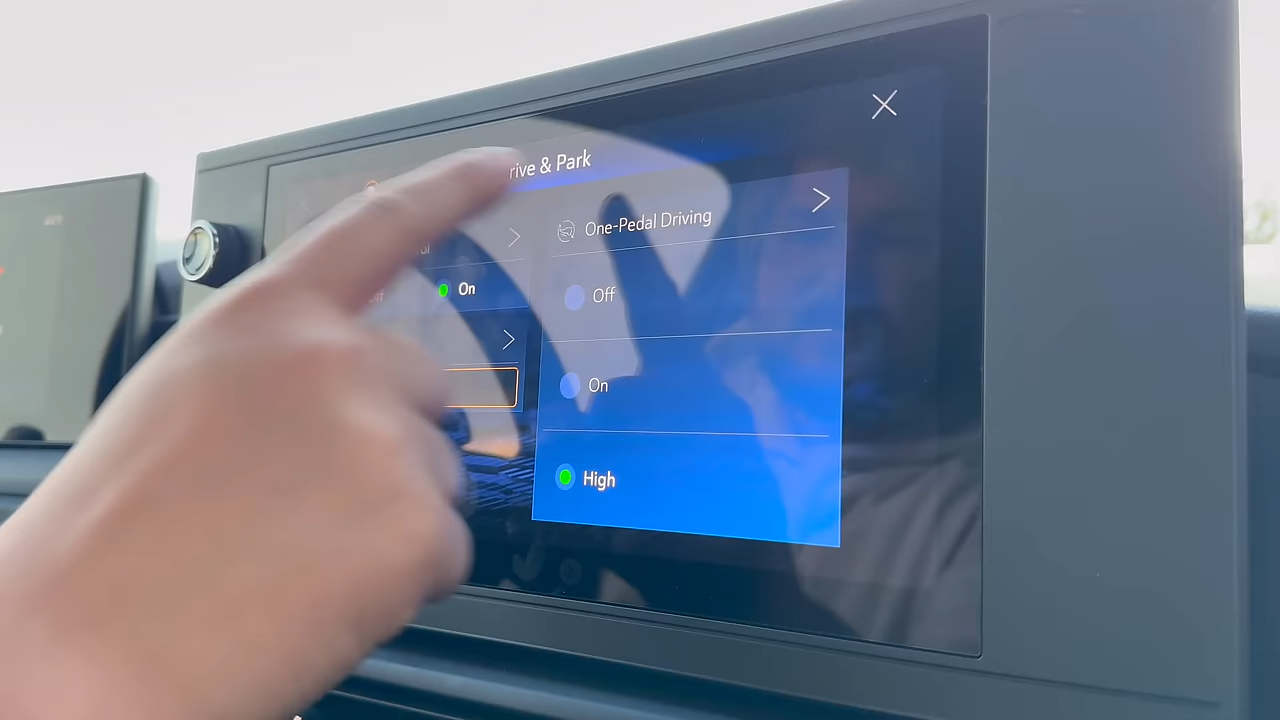 rive & Park
One-Pedal Driving
Off
On
On
High